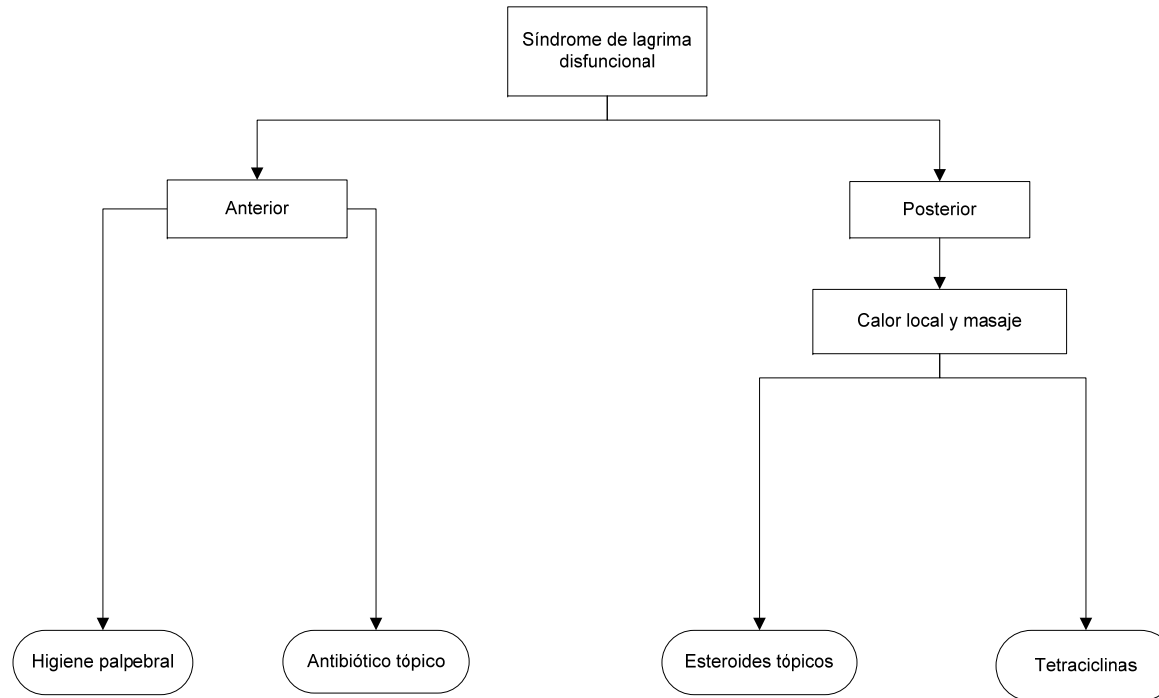 Síndrome de lagrima
disfuncional
Anterior
Posterior
Calor local y masaje
Higiene palpebral
Antibiótico tópico
Esteroides tópicos
Tetraciclinas